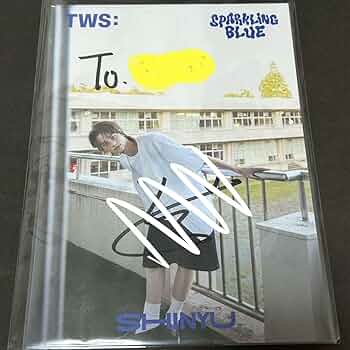 TWS:
SPARKLING
BLUE
To.
SHINYU